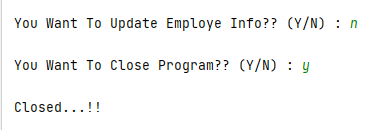 You Want To Update Employe Info?? (Y/N) : n
You Want To Close Program?? (Y/N) : y
Closed...!!